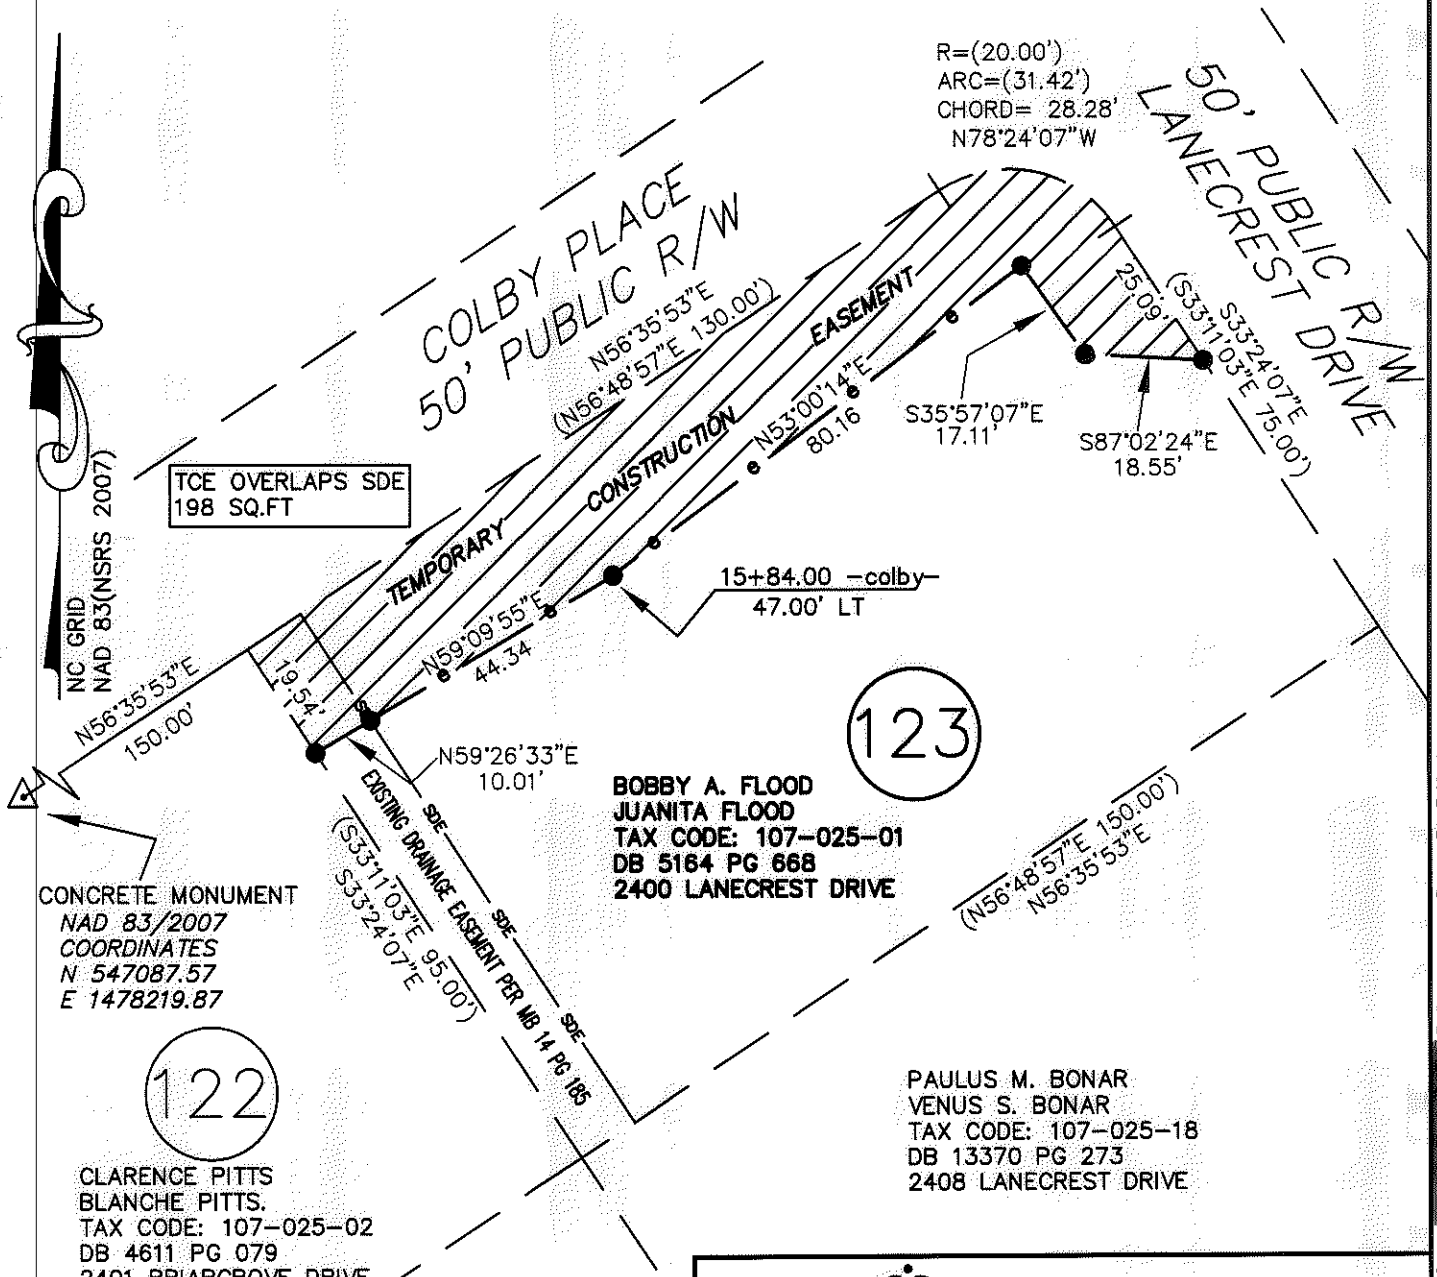 R=(20.00')
ARC=(31.42')
CHORD= 28.28'
N78°24'07"W
50' PUBLIC R/W
LANECREST DRIVE
COLBY PLACE
50' PUBLIC R/W
N56°35'53"E
(N56°48'57"E 130.00')
TEMPORARY CONSTRUCTION EASEMENT
25.09'
S33°24'07"E
(S33°11'03"E 75.00')
N53°00'14"E
80.16
S35°57'07"E
17.11'
S87°02'24"E
18.55'
TCE OVERLAPS SDE
198 SQ.FT
NC GRID
NAD 83(NSRS 2007)
15+84.00 -colby-
47.00' LT
N59°09'55"E
44.34
N56°35'53"E
150.00'
19.54'
N59°26'33"E
10.01'
123
BOBBY A. FLOOD
JUANITA FLOOD
TAX CODE: 107-025-01
DB 5164 PG 668
2400 LANECREST DRIVE
(N56°48'57"E 150.00')
N56°35'53"E
EXISTING DRAINAGE EASEMENT PER MB 14 PG 185
SDE
SDE
SDE
(S33°11'03"E 95.00')
S33°24'07"E
CONCRETE MONUMENT
NAD 83/2007
COORDINATES
N 547087.57
E 1478219.87
122
CLARENCE PITTS
BLANCHE PITTS.
TAX CODE: 107-025-02
DB 4611 PG 079
2401 BRIARGROVE DRIVE
PAULUS M. BONAR
VENUS S. BONAR
TAX CODE: 107-025-18
DB 13370 PG 273
2408 LANECREST DRIVE